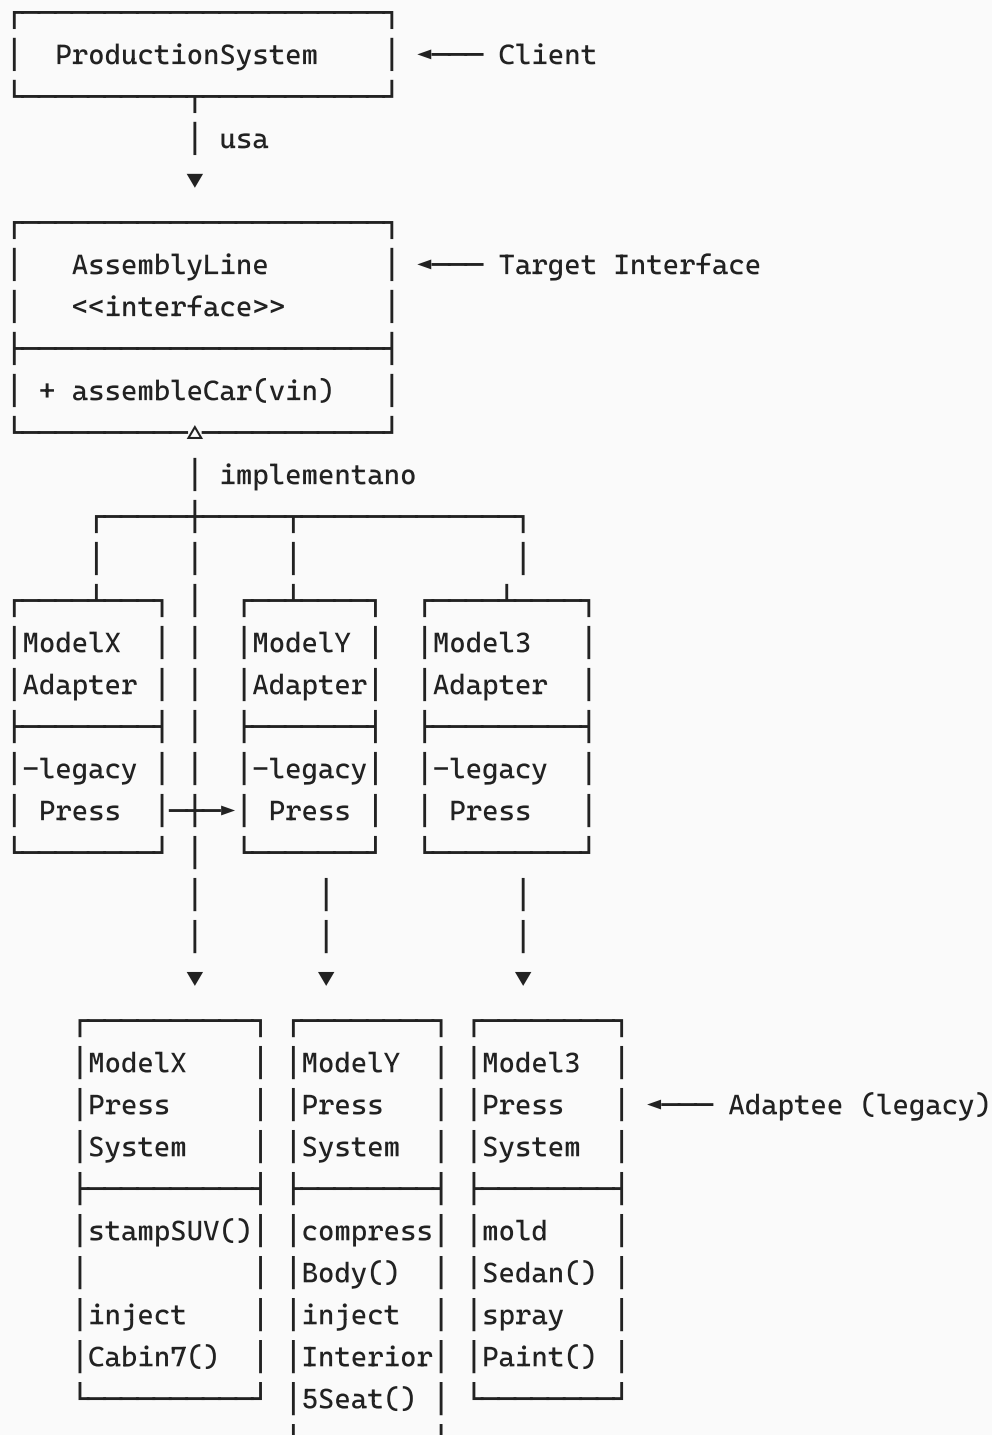 ProductionSystem
Client
usa
AssemblyLine
Target Interface
<<interface>>
+ assembleCar(vin)
implementano
ModelX
Adapter
-legacy
Press
ModelY
Adapter
-legacy
Press
Model3
Adapter
-legacy
Press
ModelX
Press
System
stampSUV()
inject
Cabin7()
ModelY
Press
System
compress
Body()
inject
Interior
5Seat()
Model3
Press
System
mold
Sedan()
spray
Paint()
Adaptee (legacy)